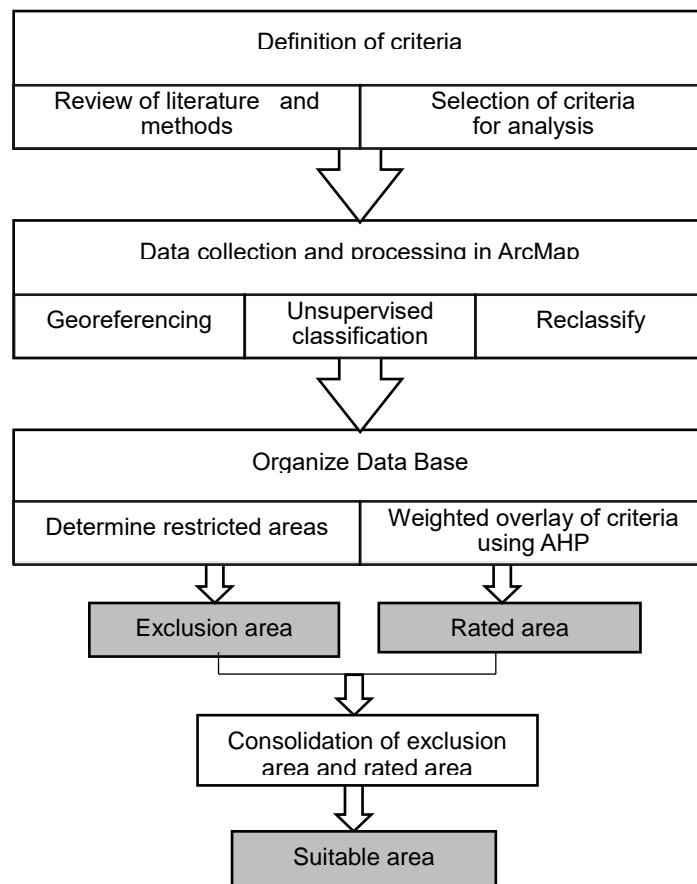 Definition of criteria
Review of literature and
methods
Selection of criteria
for analysis
Data collection and processing in ArcMap
Georeferencing
Unsupervised
classification
Reclassify
Organize Data Base
Determine restricted areas
Weighted overlay of criteria
using AHP
Exclusion area
Rated area
Consolidation of exclusion
area and rated area
Suitable area